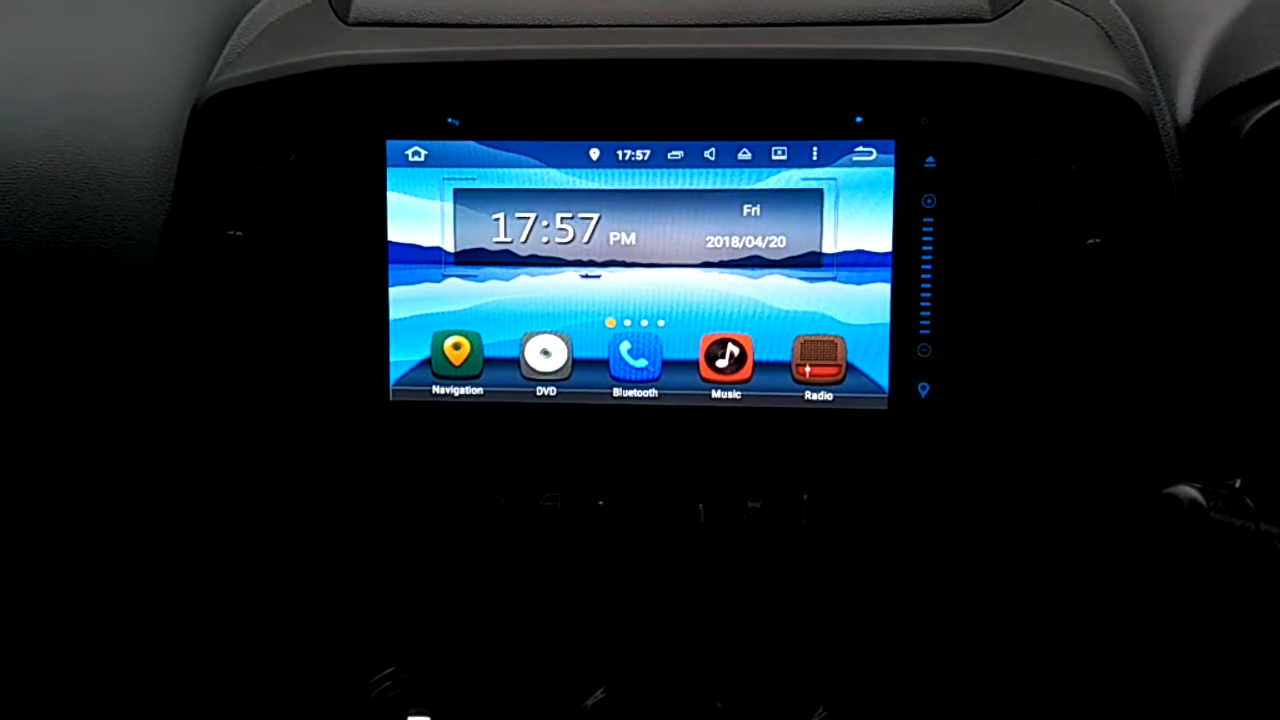 17:57
17:57 PM
Fri
2018/04/20
Navigation
DVD
Bluetooth
Music
Radio